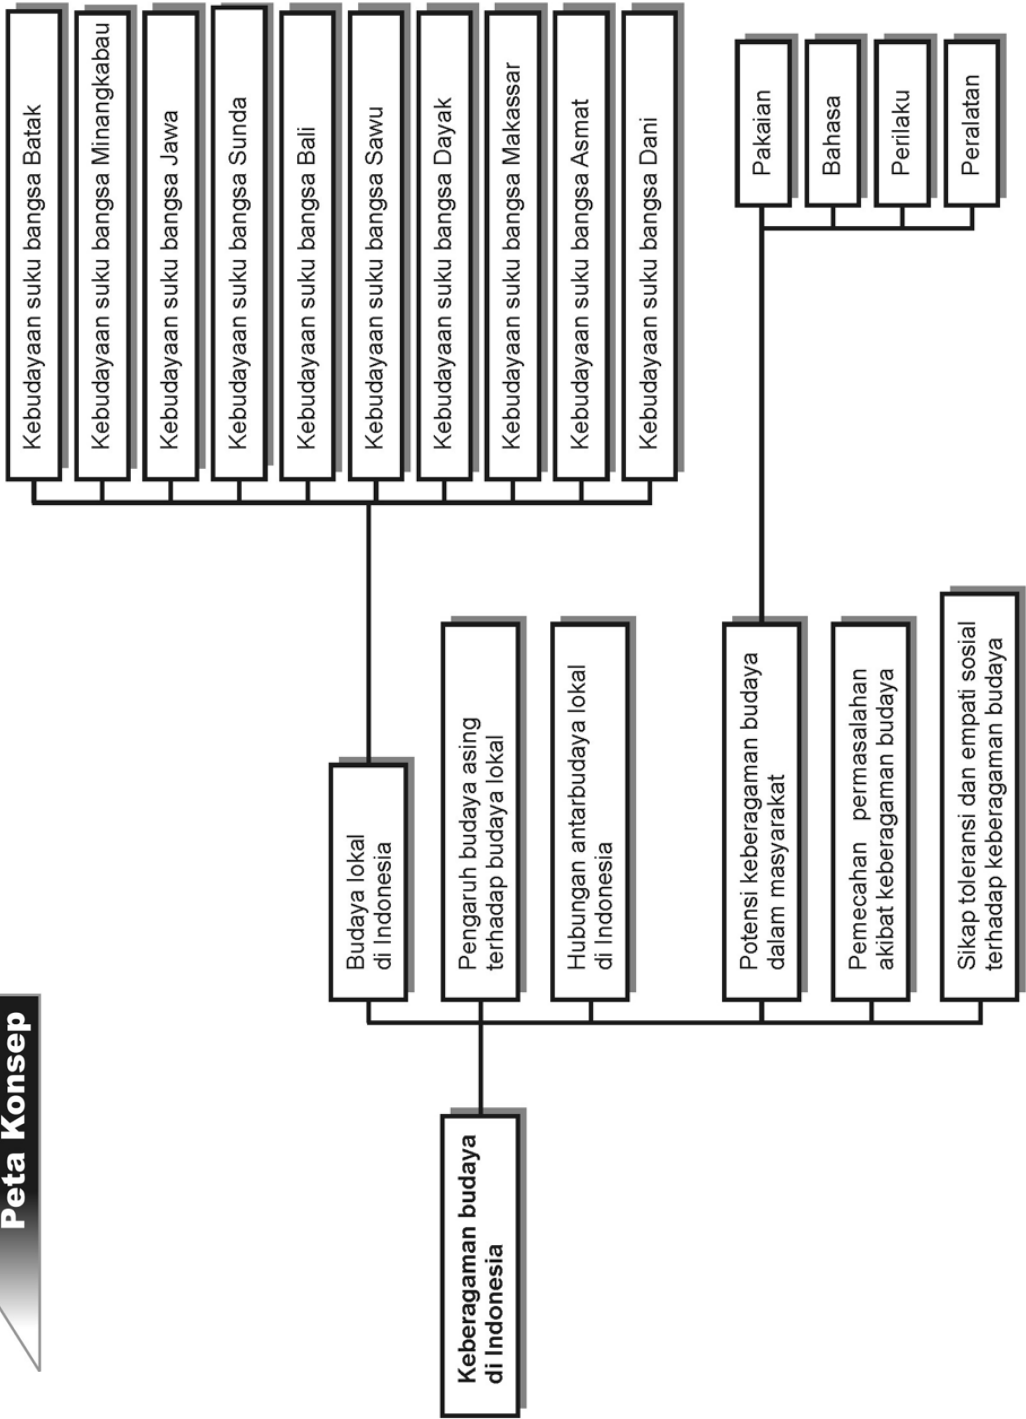 Peta Konsep
Keberagaman budaya
di Indonesia
Budaya lokal
di Indonesia
Pengaruh budaya asing
terhadap budaya lokal
Hubungan antarbudaya lokal
di Indonesia
Potensi keberagaman budaya
dalam masyarakat
Pemecahan permasalahan
akibat keberagaman budaya
Sikap toleransi dan empati sosial
terhadap keberagaman budaya
Kebudayaan suku bangsa Batak
Kebudayaan suku bangsa Minangkabau
Kebudayaan suku bangsa Jawa
Kebudayaan suku bangsa Sunda
Kebudayaan suku bangsa Bali
Kebudayaan suku bangsa Sawu
Kebudayaan suku bangsa Dayak
Kebudayaan suku bangsa Makassar
Kebudayaan suku bangsa Asmat
Kebudayaan suku bangsa Dani
Pakaian
Bahasa
Perilaku
Peralatan